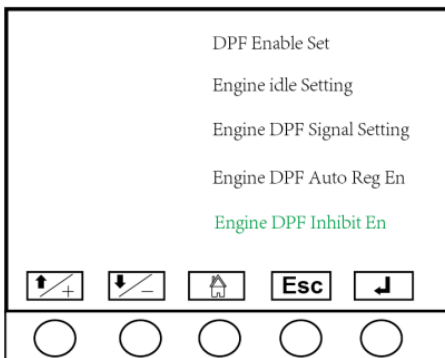 DPF Enable Set
Engine idle Setting
Engine DPF Signal Setting
Engine DPF Auto Reg En
Engine DPF Inhibit En
⬆/+ ⬇/− Esc